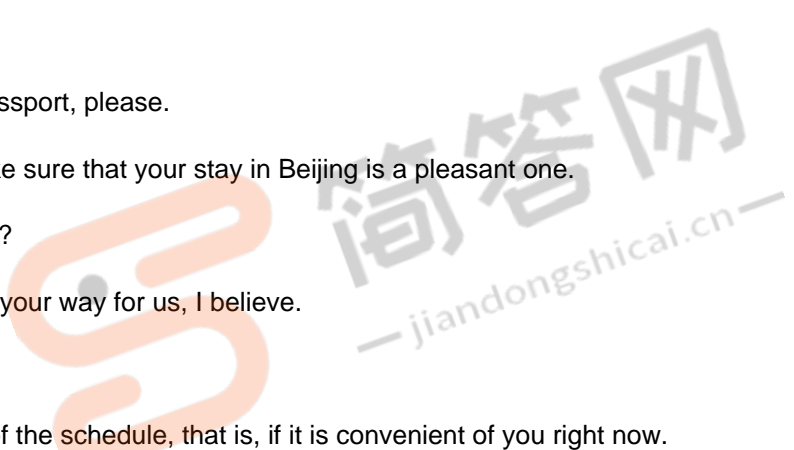 ssport, please.
e sure that your stay in Beijing is a pleasant one.
?
your way for us, I believe.
f the schedule, that is, if it is convenient of you right now.
简答网
jiandongshicai.cn